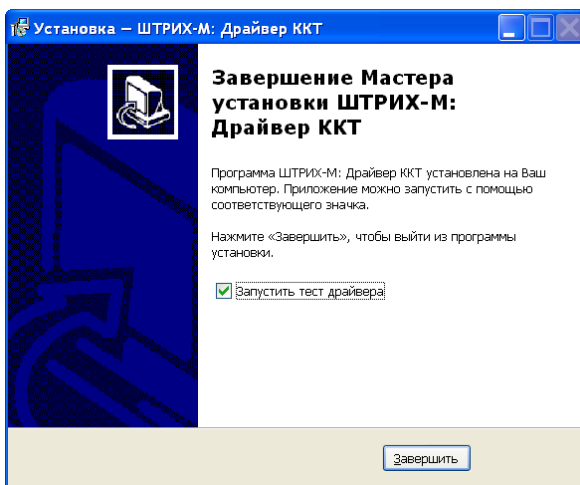 Установка — ШТРИХ-М: Драйвер ККТ
Завершение Мастера
установки ШТРИХ-М:
Драйвер ККТ
Программа ШТРИХ-М: Драйвер ККТ установлена на Ваш
компьютер. Приложение можно запустить с помощью
соответствующего значка.
Нажмите «Завершить», чтобы выйти из программы
установки.
Запустить тест драйвера
Завершить